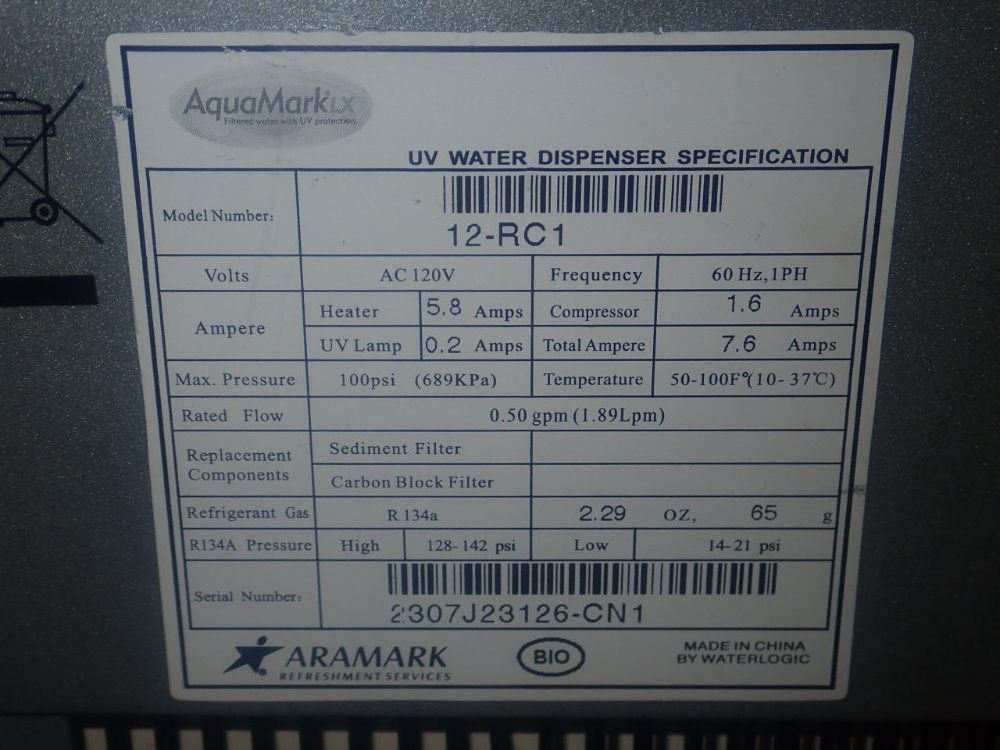 AquaMark LX
Filtered water with UV protection.
UV WATER DISPENSER SPECIFICATION
Model Number: 12-RC1
Volts AC 120V Frequency 60 Hz,1PH
Ampere Heater 5.8 Amps Compressor 1.6 Amps
UV Lamp 0.2 Amps Total Ampere 7.6 Amps
Max. Pressure 100psi (689KPa) Temperature 50-100F°(10-37℃)
Rated Flow 0.50 gpm (1.89Lpm)
Replacement Components Sediment Filter
Carbon Block Filter
Refrigerant Gas R 134a 2.29 OZ, 65 g
R134A Pressure High 128-142 psi Low 14-21 psi
Serial Number: 2307J23126-CN1
ARAMARK
REFRESHMENT SERVICES
BIO
MADE IN CHINA
BY WATERLOGIC